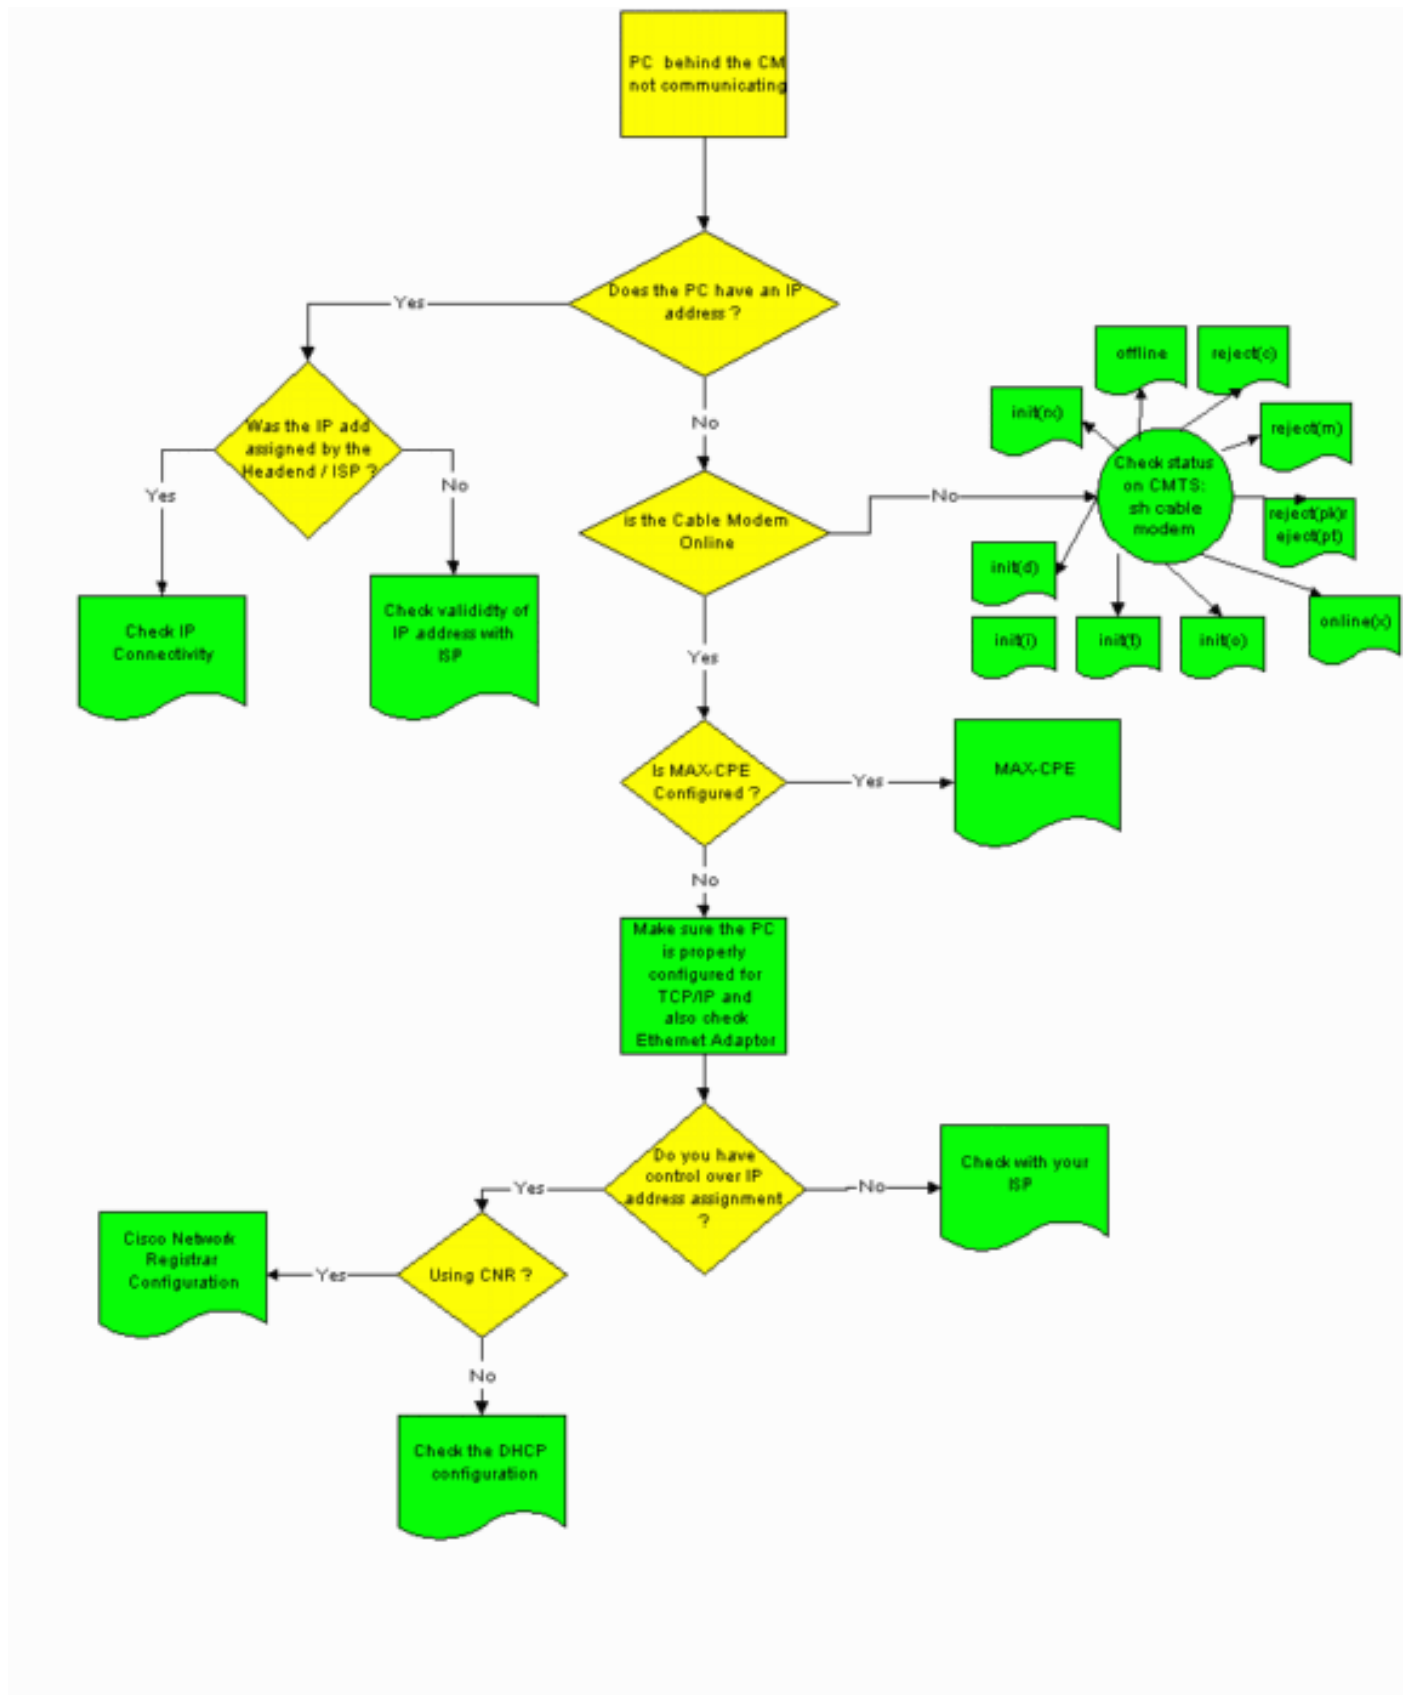 PC behind the CM
not communicating
Does the PC have an IP
address ?
Yes
No
Was the IP add
assigned by the
Headend / ISP ?
Yes
No
Check IP
Connectivity
Check valididty of
IP address with
ISP
is the Cable Modem
Online
No
Yes
Check status
on CMTS:
sh cable
modem
offline
reject(c)
init(rx)
reject(m)
reject(pk)r
eject(pt)
init(d)
init(i)
init(t)
init(o)
online(x)
Is MAX-CPE
Configured ?
Yes
MAX-CPE
No
Make sure the PC
is properly
configured for
TCP/IP and
also check
Ethernet Adaptor
Do you have
control over IP
address assignment
?
Yes
No
Check with your
ISP
Using CNR ?
Yes
Cisco Network
Registrar
Configuration
No
Check the DHCP
configuration